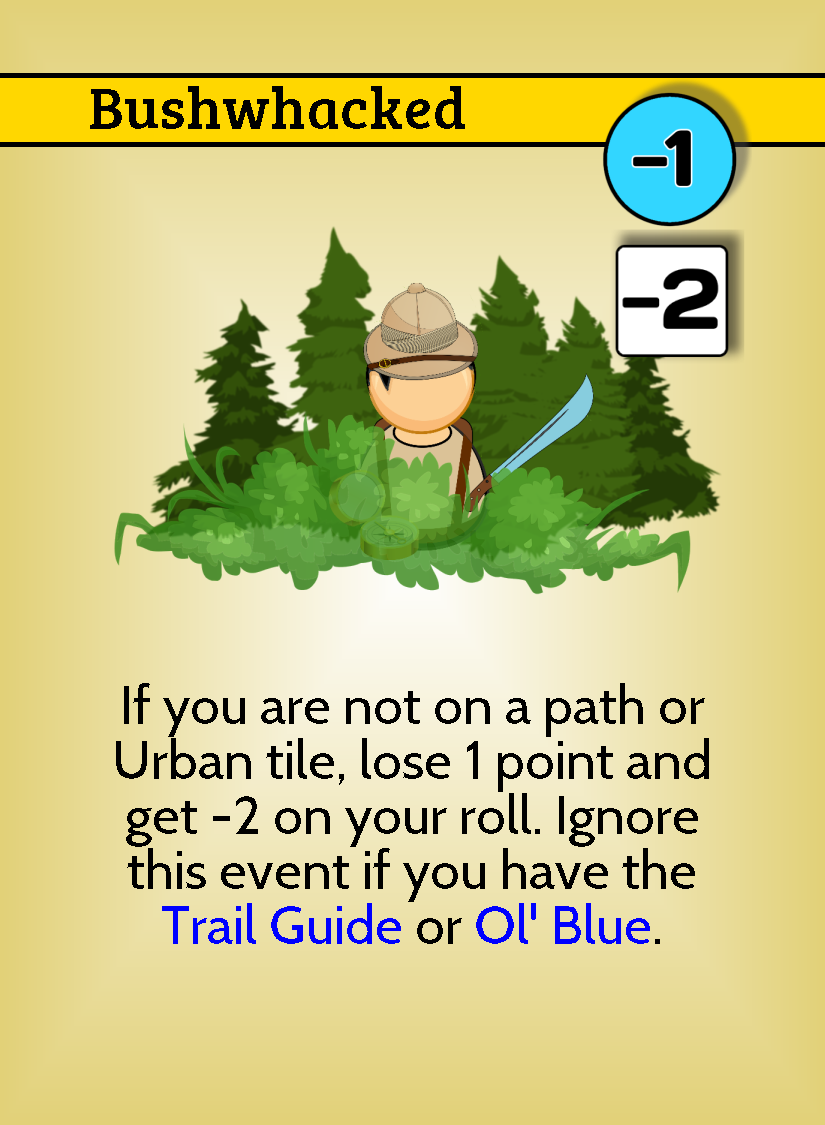 Bushwhacked
-1
-2
If you are not on a path or
Urban tile, lose 1 point and
get -2 on your roll. Ignore
this event if you have the
Trail Guide or Ol' Blue.